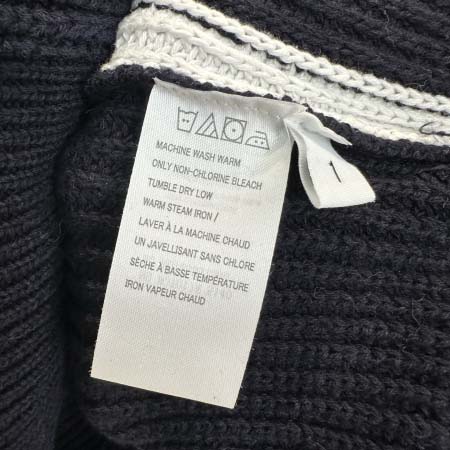 MACHINE WASH WARM
ONLY NON-CHLORINE BLEACH
TUMBLE DRY LOW
WARM STEAM IRON /
LAVER À LA MACHINE CHAUD
UN JAVELLISANT SANS CHLORE
SÈCHE À BASSE TEMPÉRATURE
IRON VAPEUR CHAUD
1